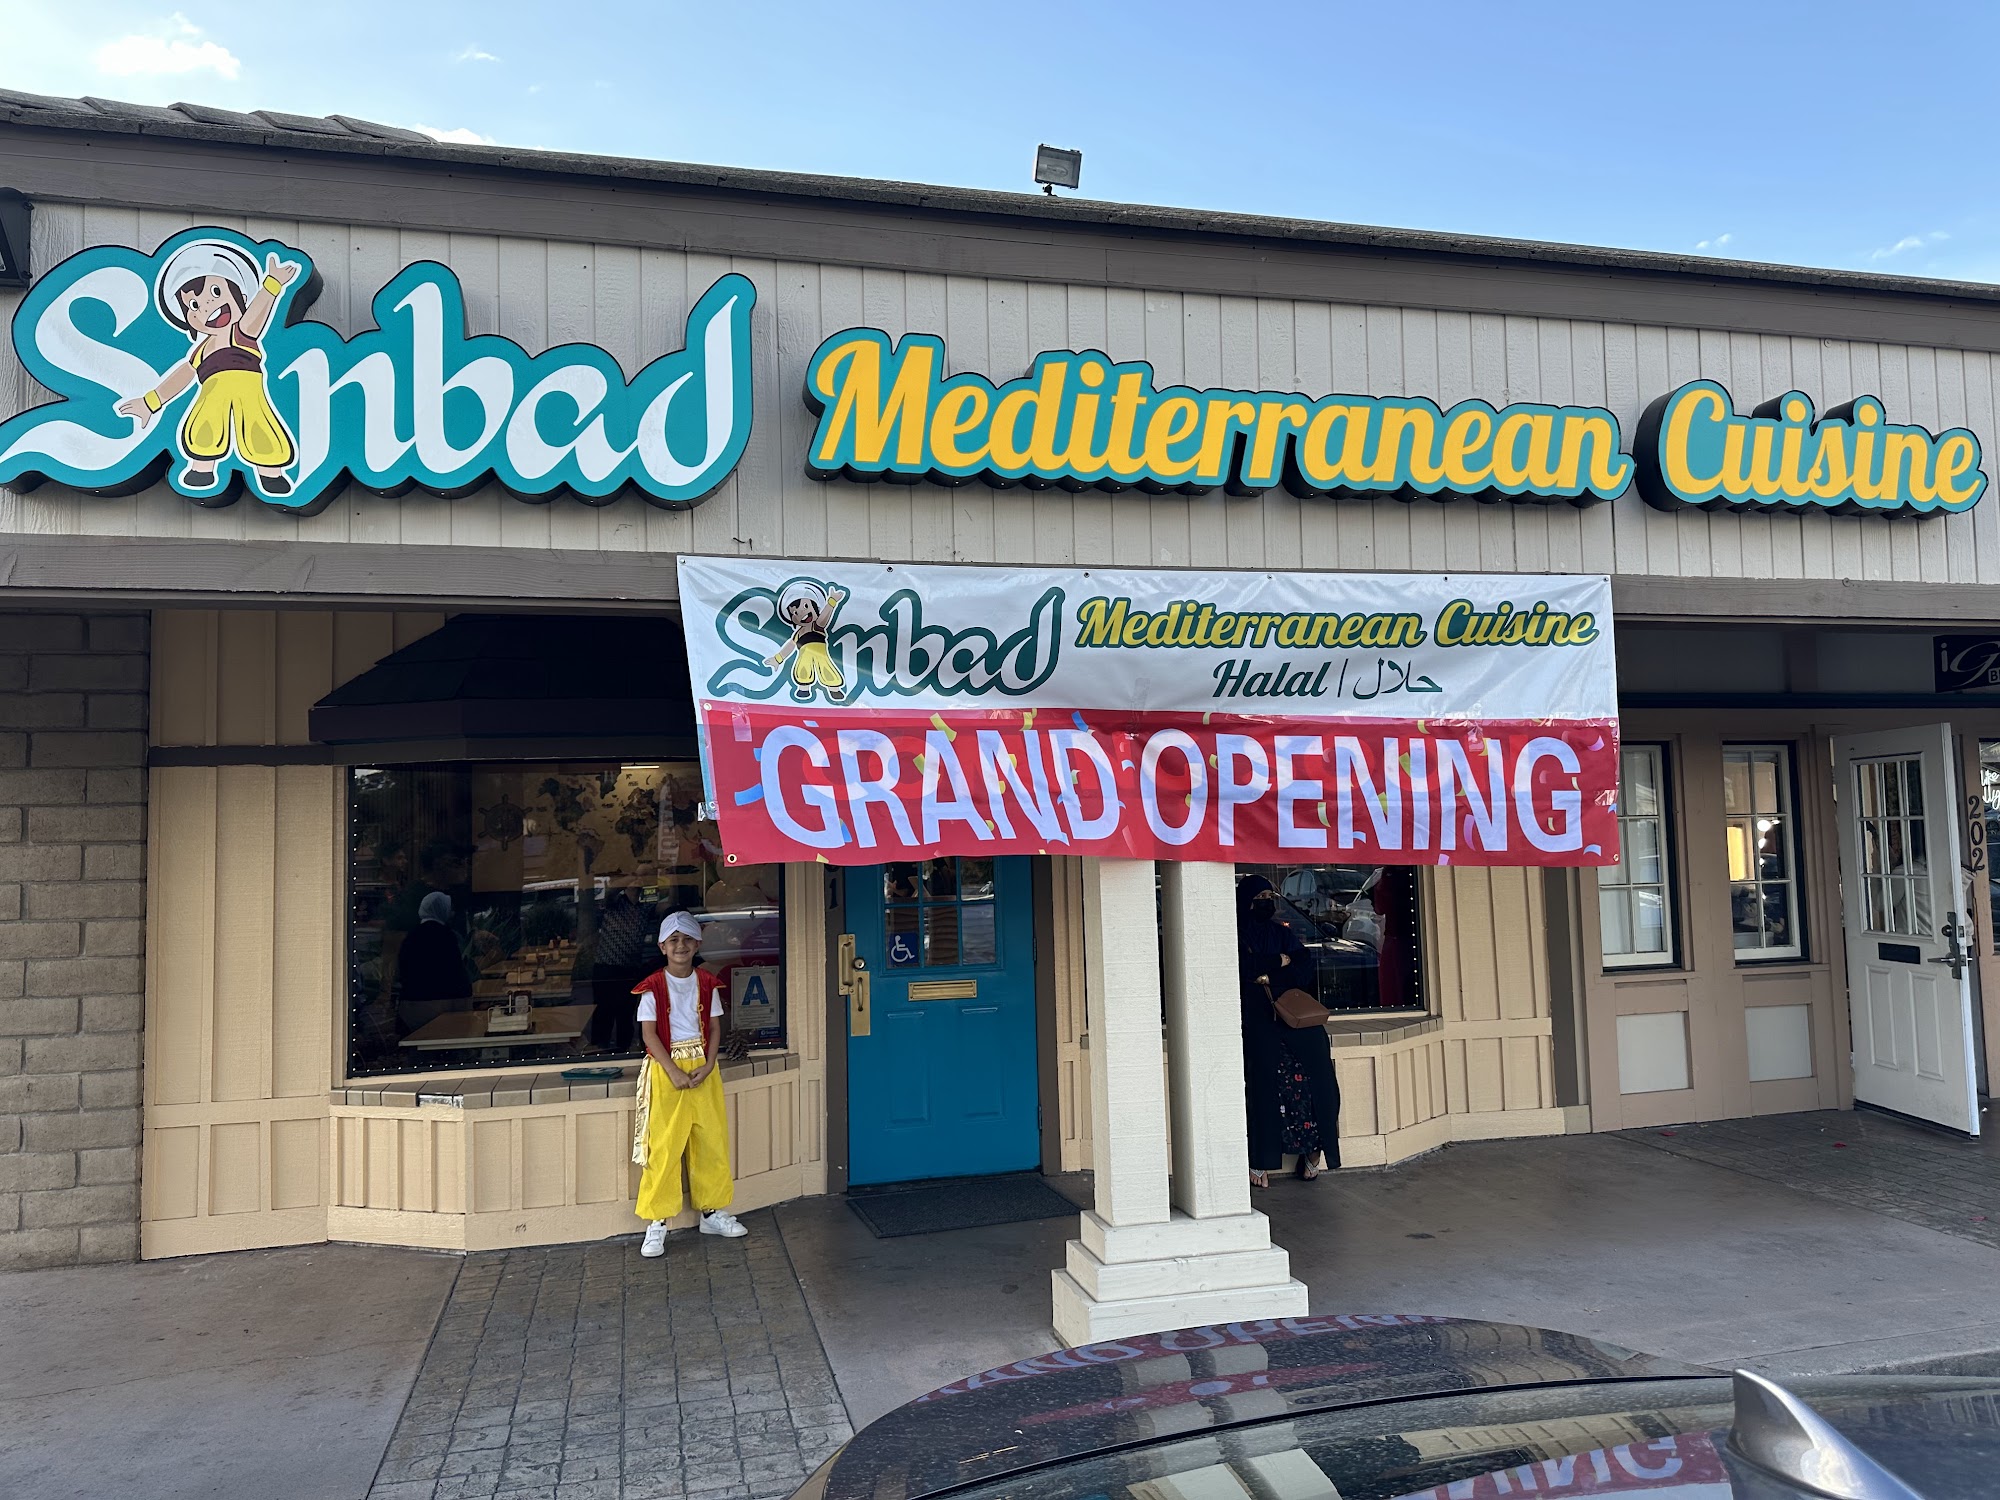 Sinbad Mediterranean Cuisine
Sinbad Mediterranean Cuisine
Halal | حلال
GRAND OPENING
A
202